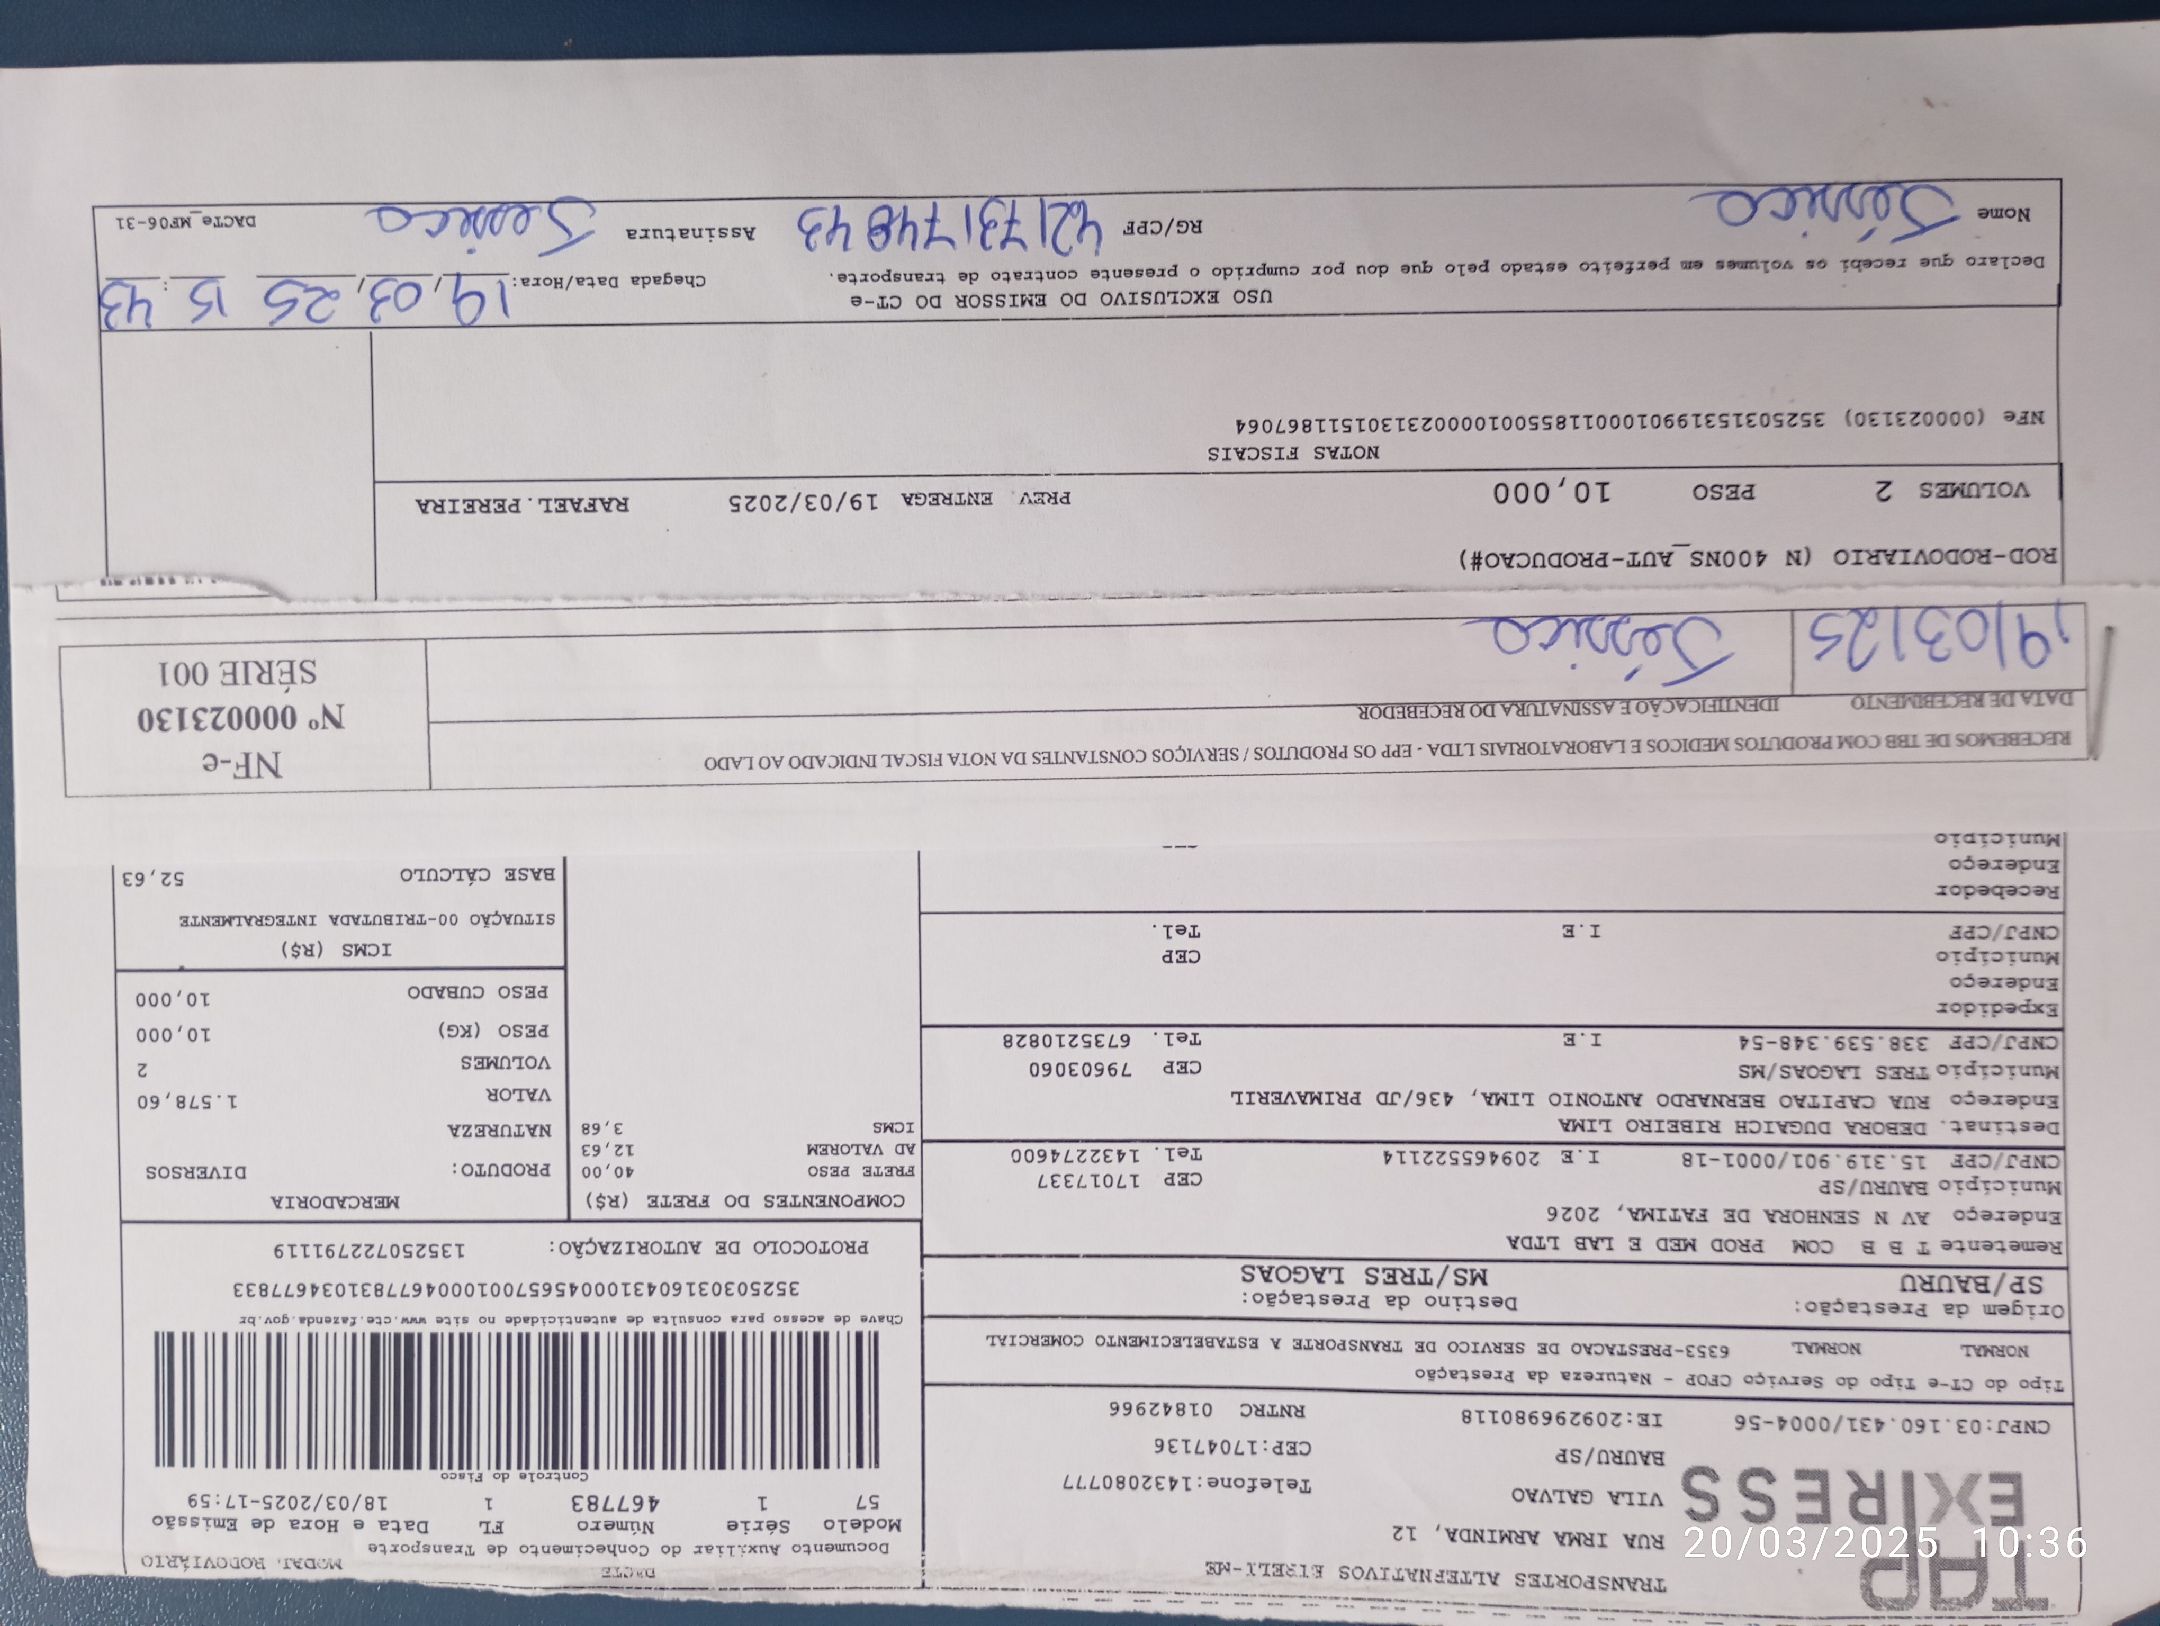 TAP
EXPRESS
TRANSPORTES ALTERNATIVOS EIRELI-ME
RUA IRMA ARMINDA, 12
VILA GALVAO Telefone:1432080777
BAURU/SP CEP:17047136
CNPJ:03.160.431/0004-56 IE:209296980118 RNTRC 01842966
Tipo do CT-e Tipo do Serviço CFOP - Natureza da Prestação
NORMAL NORMAL 6353-PRESTACAO DE SERVICO DE TRANSPORTE A ESTABELECIMENTO COMERCIAL
Origem da Prestação: Destino da Prestação:
SP/BAURU MS/TRES LAGOAS
Remetente T B B COM PROD MED E LAB LTDA
Endereço AV N SENHORA DE FATIMA, 2026
Município BAURU/SP CEP 17017337
CNPJ/CPF 15.319.901/0001-18 I.E 209465522114 Tel. 1432274600
Destinat. DEBORA DUGAICH RIBEIRO LIMA
Endereço RUA CAPITAO BERNARDO ANTONIO LIMA, 436/JD PRIMAVERIL
Município TRES LAGOAS/MS CEP 79603060
CNPJ/CPF 338.539.348-54 I.E Tel. 6735210828
Expedidor
Endereço
Município CEP
CNPJ/CPF I.E Tel.
Recebedor
Endereço
Município
DACTE MODAL RODOVIÁRIO
Documento Auxiliar do Conhecimento de Transporte
Modelo Série Número FL Data e Hora de Emissão
57 1 467783 1 18/03/2025-17:59
Controle do Fisco
Chave de acesso para consulta de autenticidade no site www.cte.fazenda.gov.br
35250303160431000456570010004677831034677833
PROTOCOLO DE AUTORIZAÇÃO: 135250722791119
COMPONENTES DO FRETE (R$)
FRETE PESO 40,00
AD VALOREM 12,63
ICMS 3,68
MERCADORIA
PRODUTO: DIVERSOS
NATUREZA
VALOR 1.578,60
VOLUMES 2
PESO (KG) 10,000
PESO CUBADO 10,000
ICMS (R$)
SITUAÇÃO 00-TRIBUTADA INTEGRALMENTE
BASE CÁLCULO 52,63
RECEBEMOS DE TBB COM PRODUTOS MEDICOS E LABORATORIAIS LTDA - EPP OS PRODUTOS / SERVIÇOS CONSTANTES DA NOTA FISCAL INDICADO AO LADO
DATA DE RECEBIMENTO IDENTIFICAÇÃO E ASSINATURA DO RECEBEDOR
19/03/25 Jéssica
NF-e
Nº 000023130
SÉRIE 001
ROD-RODOVIARIO (N 400NS_AUT-PRODUCAO#)
VOLUMES 2 PESO 10,000 PREV. ENTREGA 19/03/2025 RAFAEL.PEREIRA
NOTAS FISCAIS
NFe (000023130) 35250315319901000118550010000231301511867064
USO EXCLUSIVO DO EMISSOR DO CT-e
Declaro que recebi os volumes em perfeito estado pelo que dou por cumprido o presente contrato de transporte. Chegada Data/Hora: 19, 03, 25 15 : 43
Nome Jéssica RG/CPF 42173174843 Assinatura Jessica DACTe_MF06-31
20/03/2025 10:36